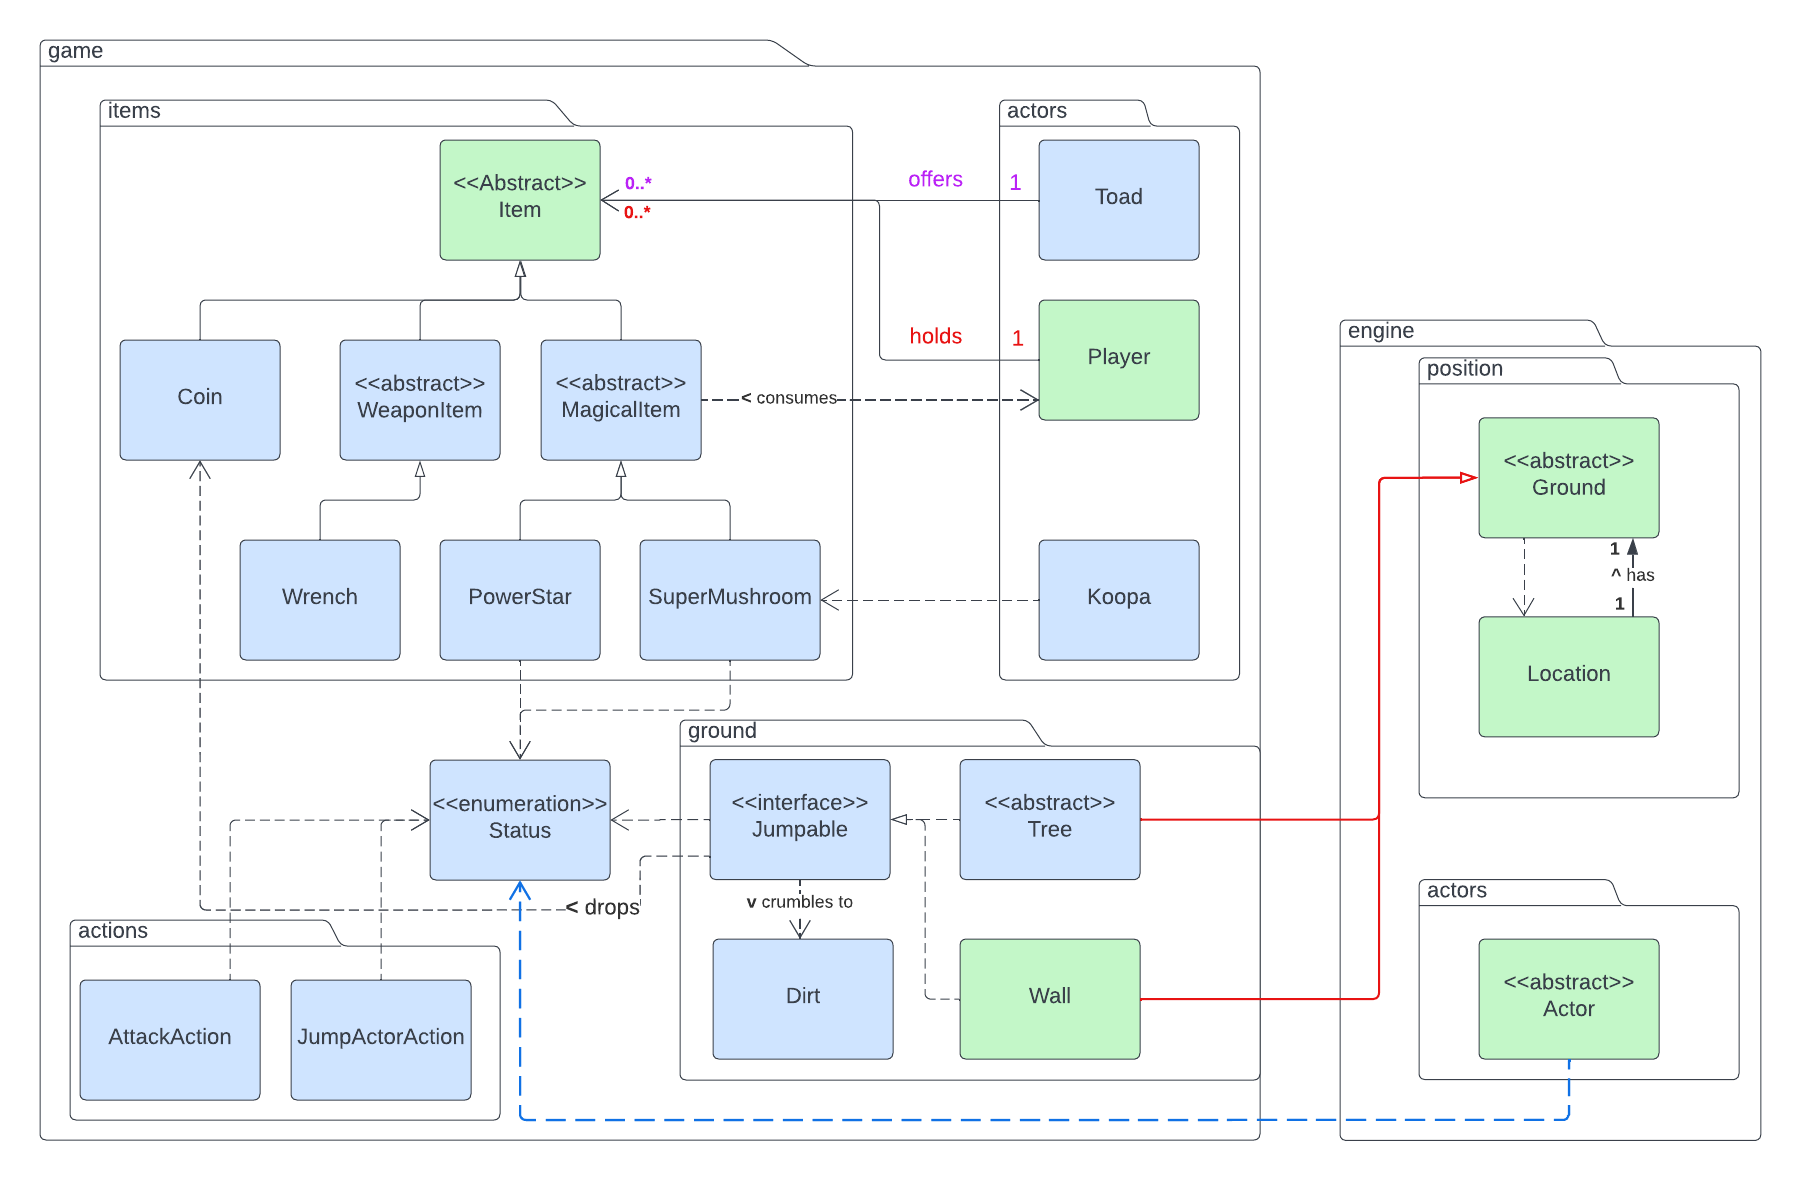 game
items
<<Abstract>>
Item
0..*
0..*
offers
1
holds
1
actors
Toad
Player
Koopa
Coin
<<abstract>>
WeaponItem
<<abstract>>
MagicalItem
< consumes
Wrench
PowerStar
SuperMushroom
<<enumeration>>
Status
< drops
ground
<<interface>>
Jumpable
<<abstract>>
Tree
v crumbles to
Dirt
Wall
actions
AttackAction
JumpActorAction
engine
position
<<abstract>>
Ground
1
^ has
1
Location
actors
<<abstract>>
Actor